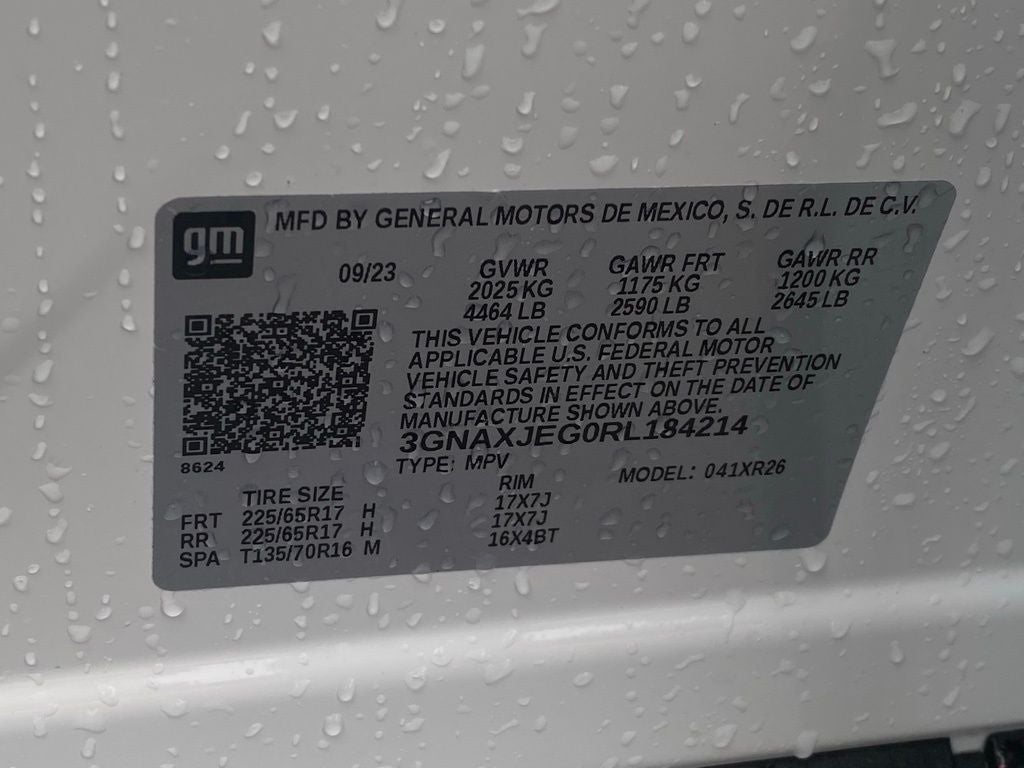 gm
MFD BY GENERAL MOTORS DE MEXICO, S. DE R.L. DE C.V.
09/23 GVWR GAWR FRT GAWR RR
2025 KG 1175 KG 1200 KG
4464 LB 2590 LB 2645 LB
THIS VEHICLE CONFORMS TO ALL
APPLICABLE U.S. FEDERAL MOTOR
VEHICLE SAFETY AND THEFT PREVENTION
STANDARDS IN EFFECT ON THE DATE OF
MANUFACTURE SHOWN ABOVE.
3GNAXJEG0RL184214
8624 TYPE: MPV MODEL: 041XR26
TIRE SIZE RIM
FRT 225/65R17 H 17X7J
RR 225/65R17 H 17X7J
SPA T135/70R16 M 16X4BT